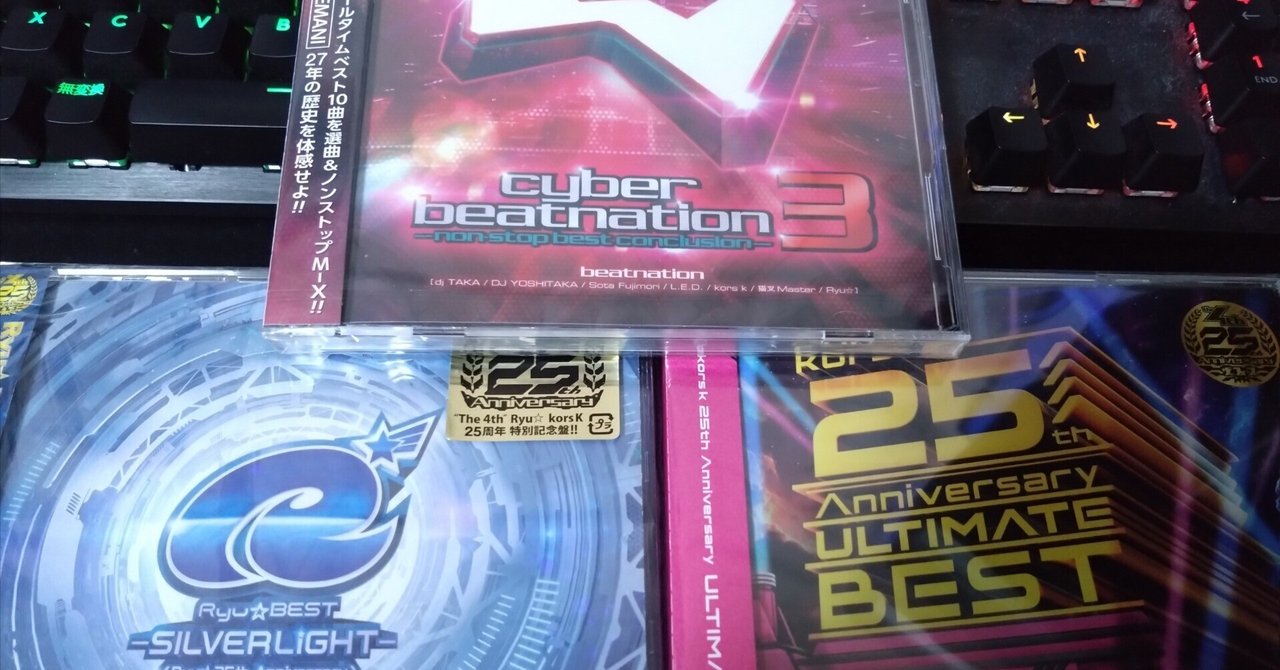 X
C
V
B
無変換
END
ールタイムベスト10曲を選曲&ノンストップMIX!!
EMANI 27年の歴史を体感せよ!!
cyber
beatnation 3
-non-stop best conclusion-
beatnation
[dj TAKA / DJ YOSHITAKA / Sota Fujimori / L.E.D. / kors k / 猫叉Master / Ryu☆]
25th
Anniversary
"The 4th" Ryu☆ korsK
25周年 特別記念盤!!
Ryu☆BEST
-SILVERLiGHT-
kors k 25th Anniversary ULTIMA
kors
25th
Anniversary
ULTIMATE
BEST
25
ANNIVERSARY